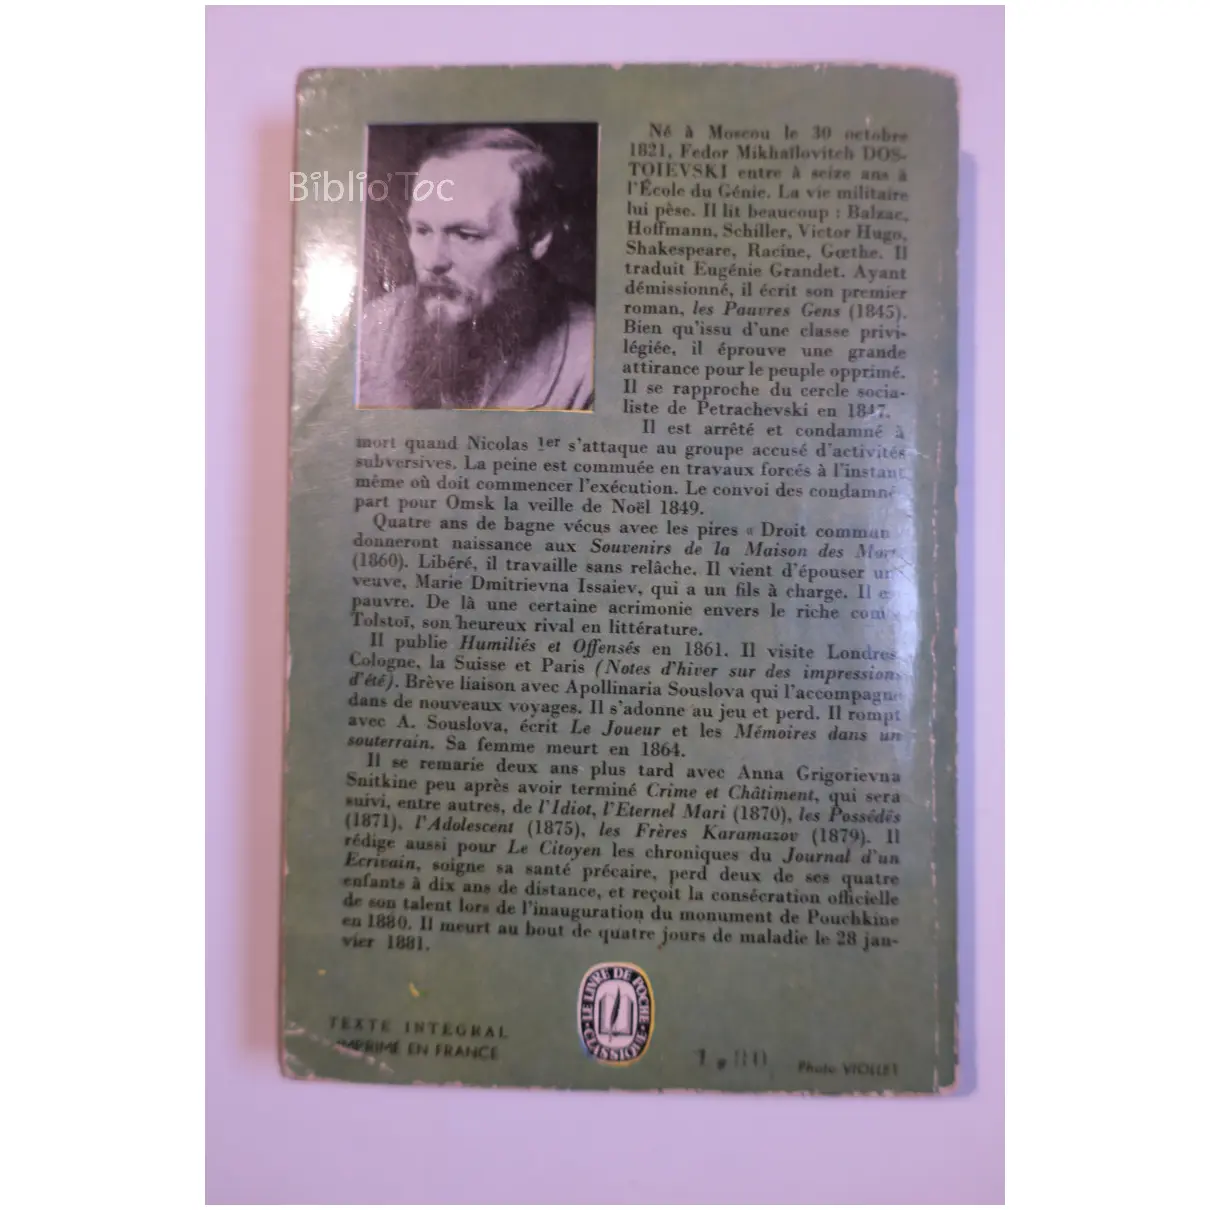 Biblio'Toc
Né à Moscou le 30 octobre
1821, Fedor Mikhaïlovitch DOS-
TOIEVSKI entre à seize ans à
l'École du Génie. La vie militaire
lui pèse. Il lit beaucoup : Balzac,
Hoffmann, Schiller, Victor Hugo,
Shakespeare, Racine, Gœthe. Il
traduit Eugénie Grandet. Ayant
démissionné, il écrit son premier
roman, les Pauvres Gens (1845).
Bien qu'issu d'une classe privi-
légiée, il éprouve une grande
attirance pour le peuple opprimé.
Il se rapproche du cercle socia-
liste de Petrachevski en 1847.
Il est arrêté et condamné à
mort quand Nicolas 1er s'attaque au groupe accusé d'activités
subversives. La peine est commuée en travaux forcés à l'instant
même où doit commencer l'exécution. Le convoi des condamné
part pour Omsk la veille de Noël 1849.
Quatre ans de bagne vécus avec les pires « Droit commun
donneront naissance aux Souvenirs de la Maison des Morts
(1860). Libéré, il travaille sans relâche. Il vient d'épouser un
veuve, Marie Dmitrievna Issaiev, qui a un fils à charge. Il e
pauvre. De là une certaine acrimonie envers le riche com
Tolstoï, son heureux rival en littérature.
Il publie Humiliés et Offensés en 1861. Il visite Londres
Cologne, la Suisse et Paris (Notes d'hiver sur des impressions
d'été). Brève liaison avec Apollinaria Souslova qui l'accompagne
dans de nouveaux voyages. Il s'adonne au jeu et perd. Il rompt
avec A. Souslova, écrit Le Joueur et les Mémoires dans un
souterrain. Sa femme meurt en 1864.
Il se remarie deux ans plus tard avec Anna Grigorievna
Snitkine peu après avoir terminé Crime et Châtiment, qui sera
suivi, entre autres, de l'Idiot, l'Eternel Mari (1870), les Possédés
(1871), l'Adolescent (1875), les Frères Karamazov (1879). Il
rédige aussi pour Le Citoyen les chroniques du Journal d'un
Ecrivain, soigne sa santé précaire, perd deux de ses quatre
enfants à dix ans de distance, et reçoit la consécration officielle
de son talent lors de l'inauguration du monument de Pouchkine
en 1880. Il meurt au bout de quatre jours de maladie le 28 jan-
vier 1881.
LE LIVRE DE POCHE
CLASSIQUE
TEXTE INTÉGRAL
IMPRIMÉ EN FRANCE
Photo VIOLLET